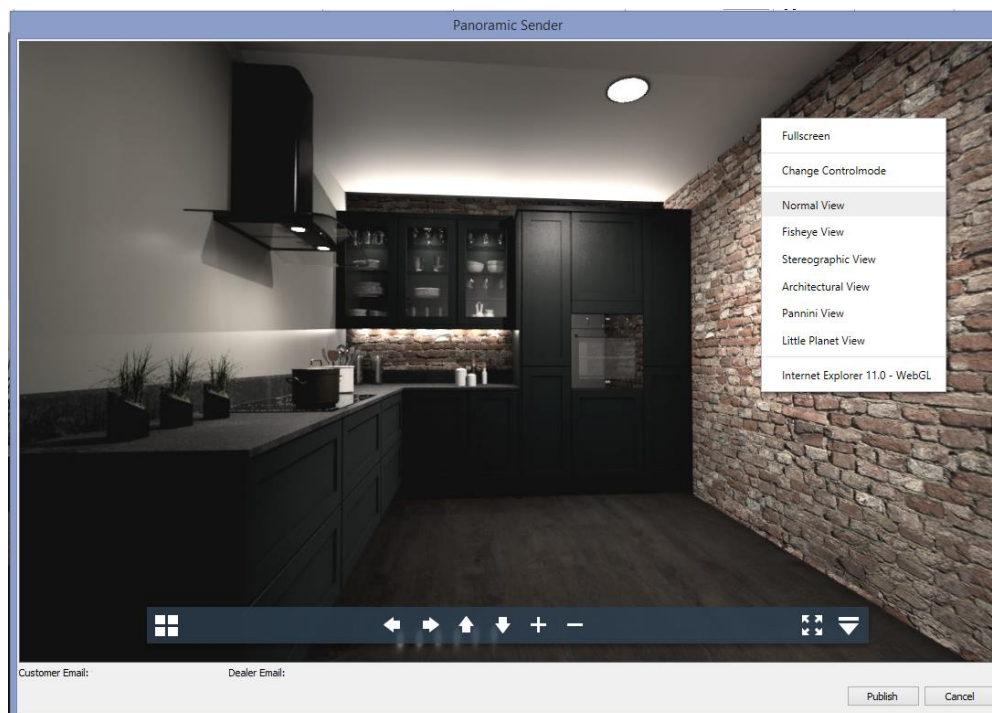 Panoramic Sender
Fullscreen
Change Controlmode
Normal View
Fisheye View
Stereographic View
Architectural View
Pannini View
Little Planet View
Internet Explorer 11.0 - WebGL
Customer Email: Dealer Email:
Publish Cancel